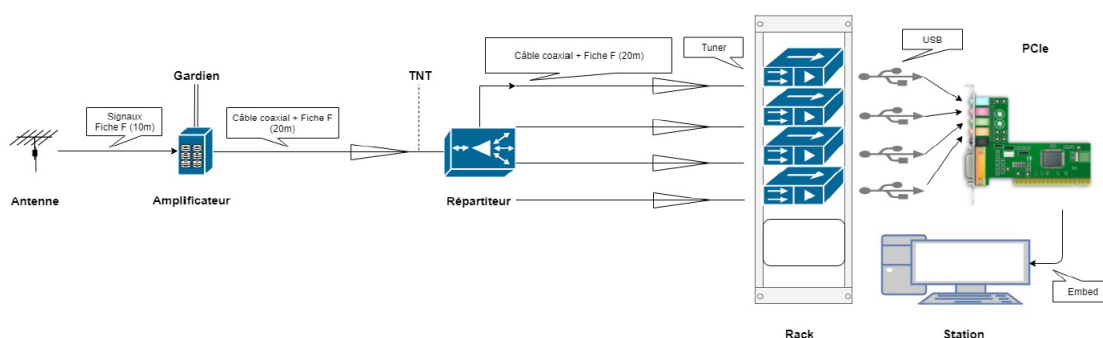 Gardien
Signaux
Fiche F (10m)
Câble coaxial + Fiche F
(20m)
Antenne
Amplificateur
TNT
Câble coaxial + Fiche F (20m)
Répartiteur
Tuner
Rack
USB
PCIe
Embed
Station